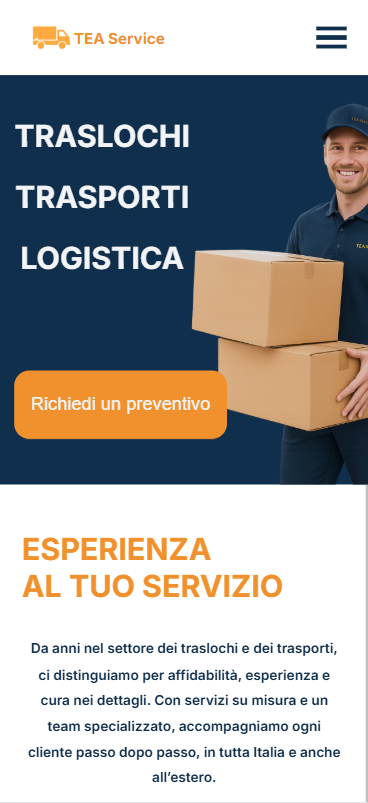 TEA Service
TRASLOCHI
TRASPORTI
LOGISTICA
Richiedi un preventivo
ESPERIENZA
AL TUO SERVIZIO
Da anni nel settore dei traslochi e dei trasporti,
ci distinguiamo per affidabilità, esperienza e
cura nei dettagli. Con servizi su misura e un
team specializzato, accompagniamo ogni
cliente passo dopo passo, in tutta Italia e anche
all'estero.